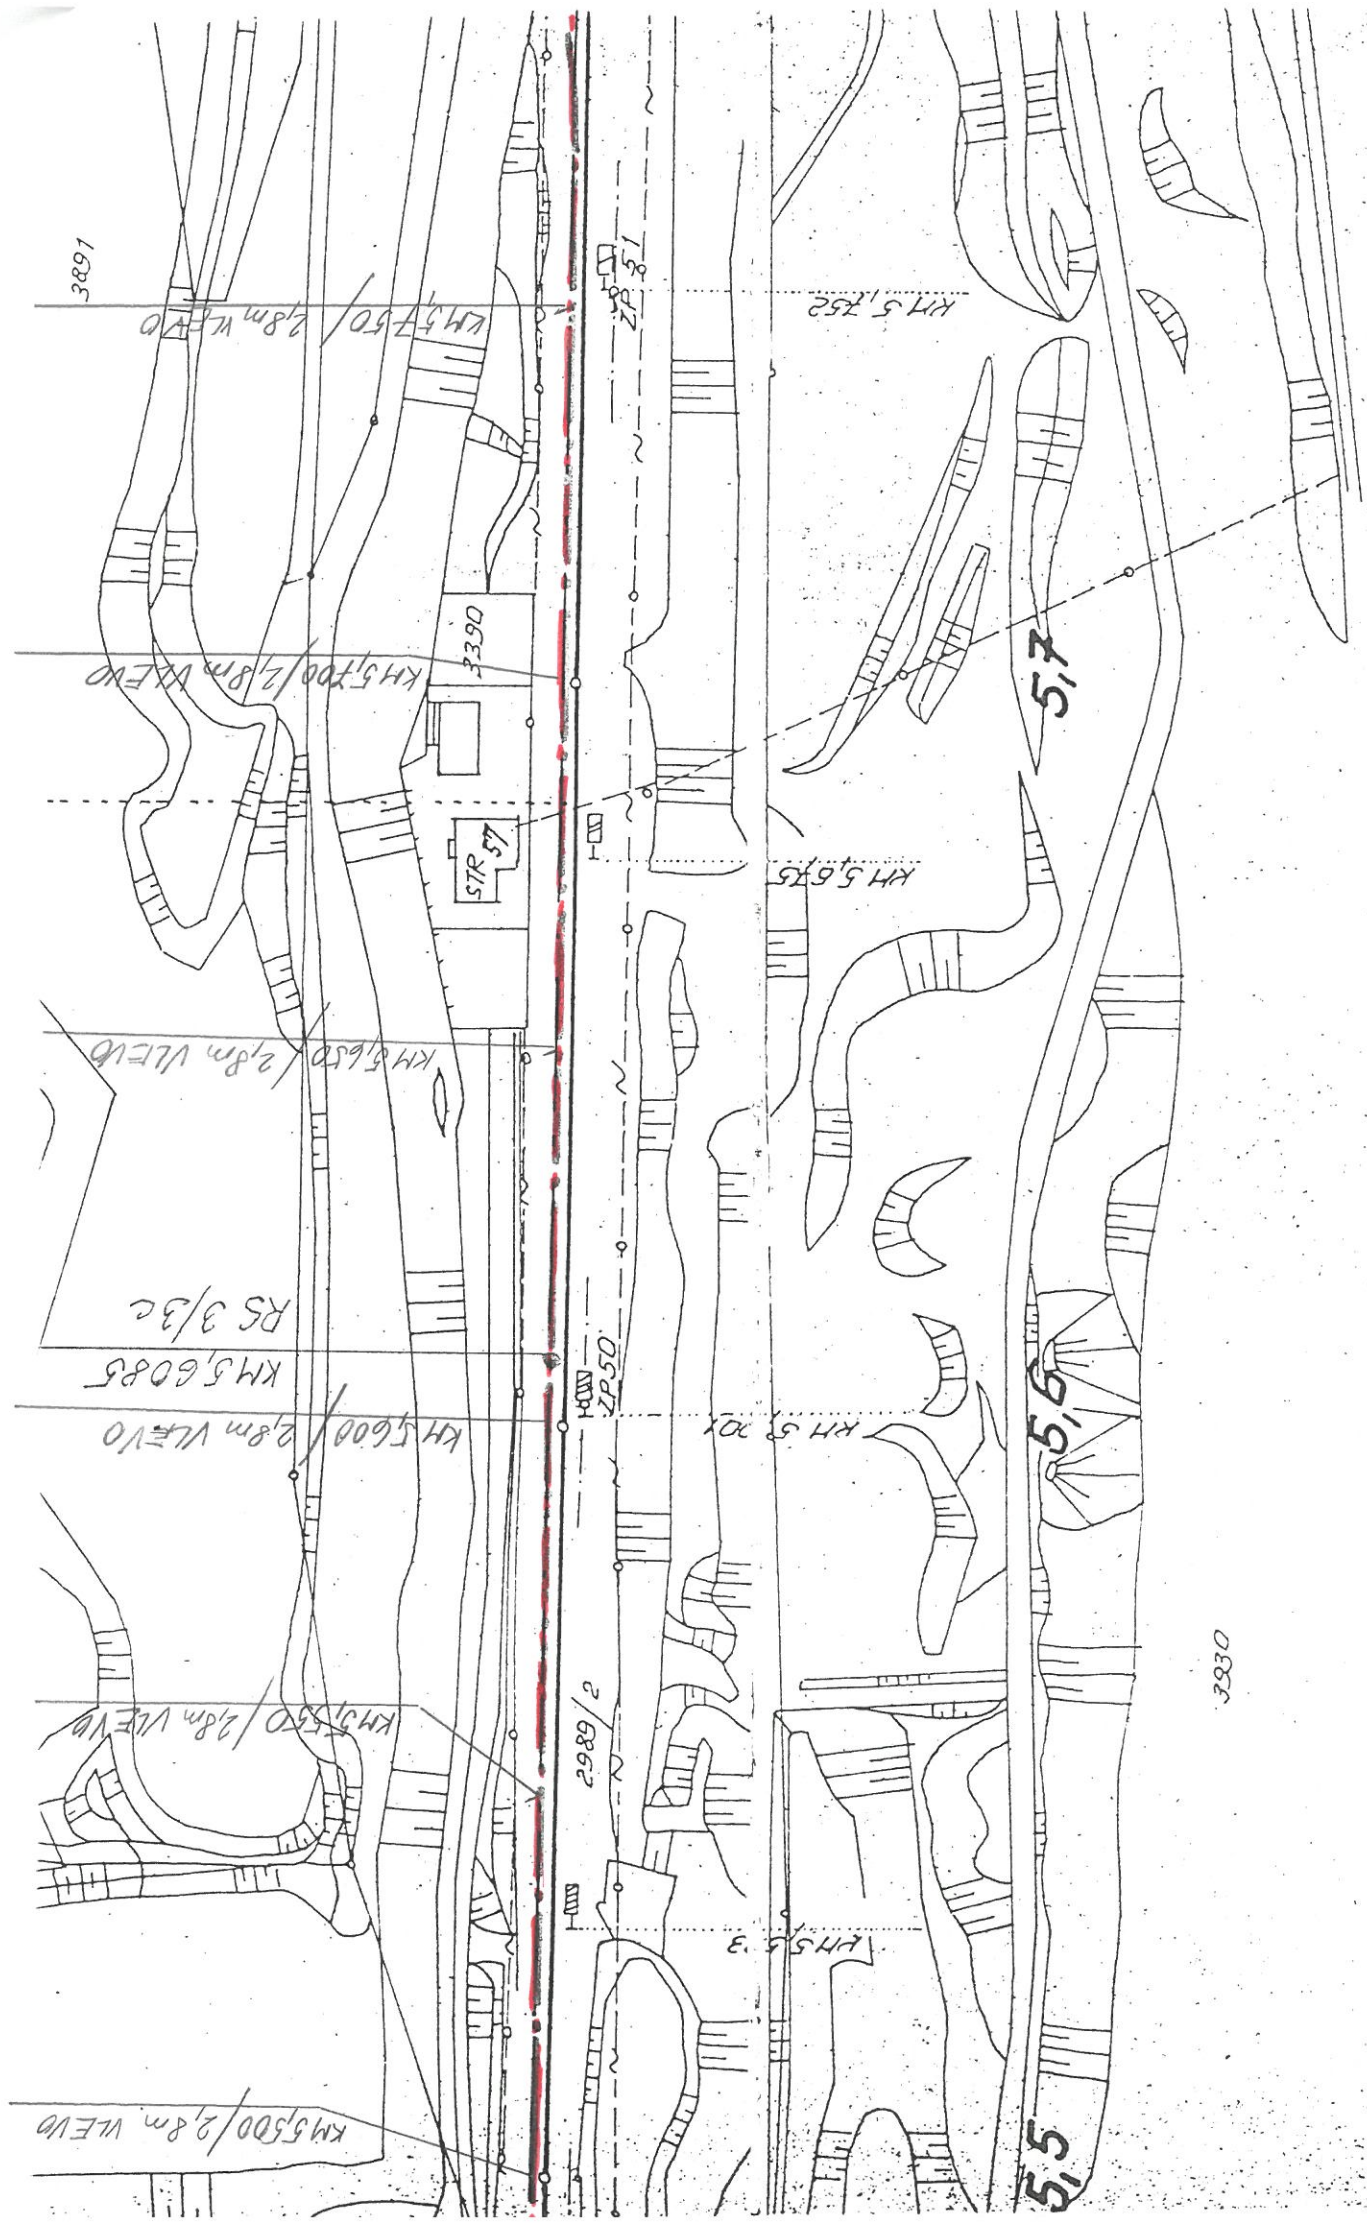 3891
KM 5,750 / 2,8m VLEVO
ZP 51
KM 5,752
3390
KM 5,700 / 2,8m VLEVO
5,7
STR
57
KM 5,675
KM 5,650 / 2,8m VLEVO
RS 3/3c
KM 5,6085
KM 5,600 / 2,8m VLEVO
ZP 50
5,6
KM 5,550 / 2,8m VLEVO
2989/2
3930
KM 5,500 / 2,8m VLEVO
5,5